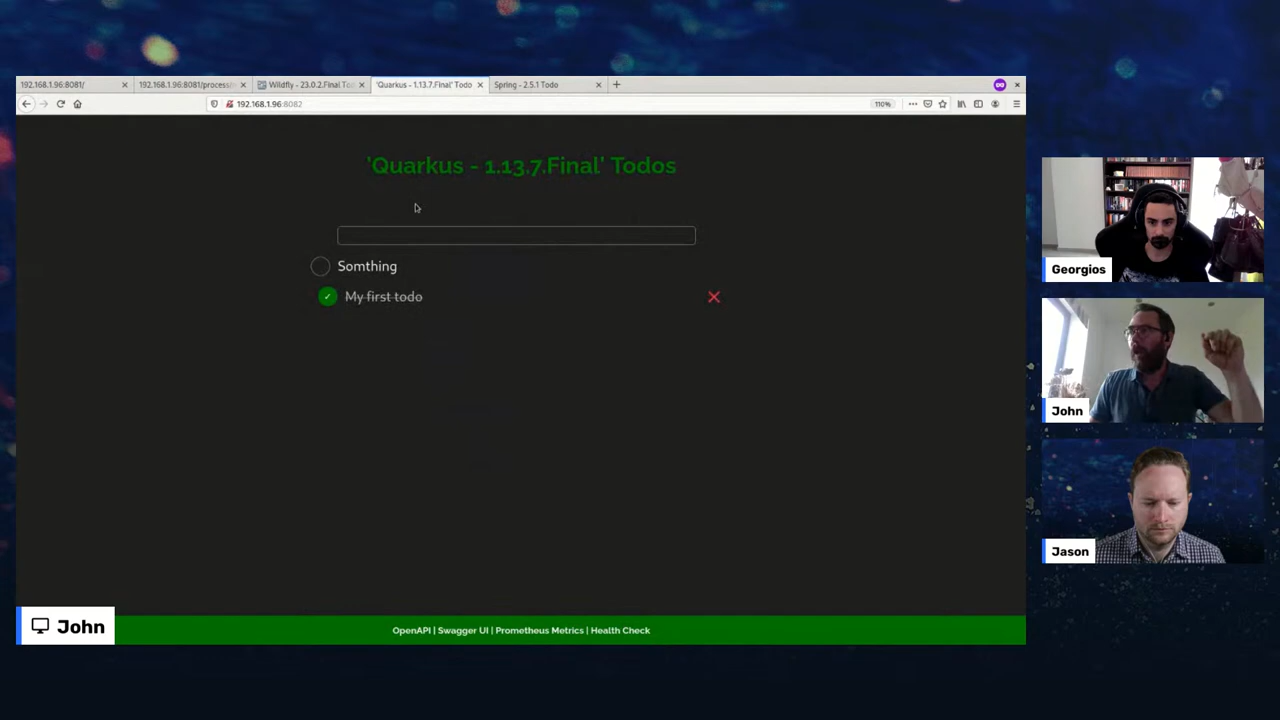 192.168.1.96:8081/
192.168.1.96:8081/process/
Wildfly - 23.0.2.Final To
'Quarkus - 1.13.7.Final' Todo
Spring - 2.5.1 Todo
192.168.1.96:8082
110%
'Quarkus - 1.13.7.Final' Todos
Somthing
My first todo
OpenAPI | Swagger UI | Prometheus Metrics | Health Check
John
Georgios
John
Jason